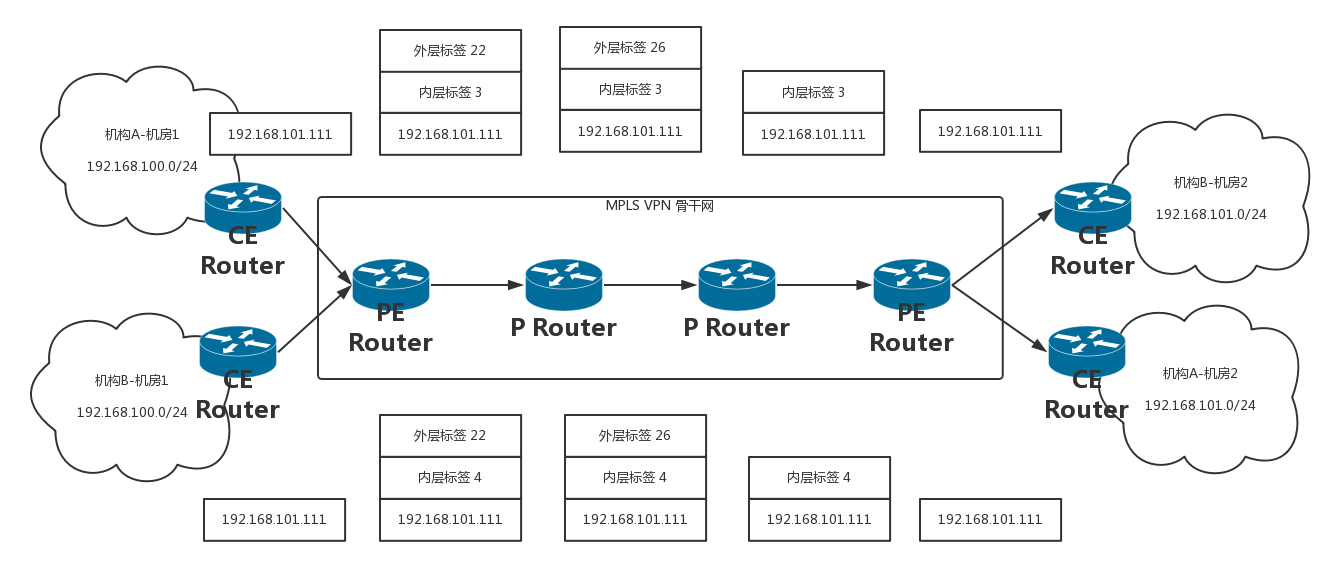 外层标签 22
内层标签 3
192.168.101.111
外层标签 26
内层标签 3
192.168.101.111
内层标签 3
192.168.101.111
192.168.101.111
192.168.101.111
机构A-机房1
192.168.100.0/24
CE
Router
机构B-机房2
192.168.101.0/24
CE
Router
MPLS VPN 骨干网
PE
Router
P Router
P Router
PE
Router
机构B-机房1
192.168.100.0/24
CE
Router
机构A-机房2
192.168.101.0/24
CE
Router
192.168.101.111
外层标签 22
内层标签 4
192.168.101.111
外层标签 26
内层标签 4
192.168.101.111
内层标签 4
192.168.101.111
192.168.101.111